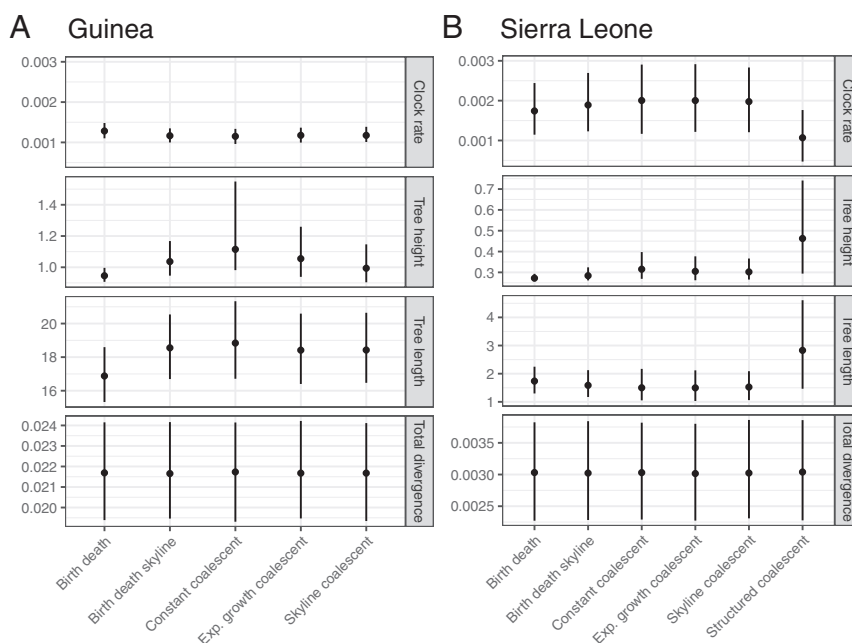 A Guinea
0.003
0.002
0.001
Clock rate
1.4
1.2
1.0
Tree height
20
18
16
Tree length
0.024
0.023
0.022
0.021
0.020
Total divergence
Birth death
Birth death skyline
Constant coalescent
Exp. growth coalescent
Skyline coalescent
B Sierra Leone
0.003
0.002
0.001
Clock rate
0.7
0.6
0.5
0.4
0.3
Tree height
4
3
2
1
Tree length
0.0035
0.0030
0.0025
Total divergence
Birth death
Birth death skyline
Constant coalescent
Exp. growth coalescent
Skyline coalescent
Structured coalescent